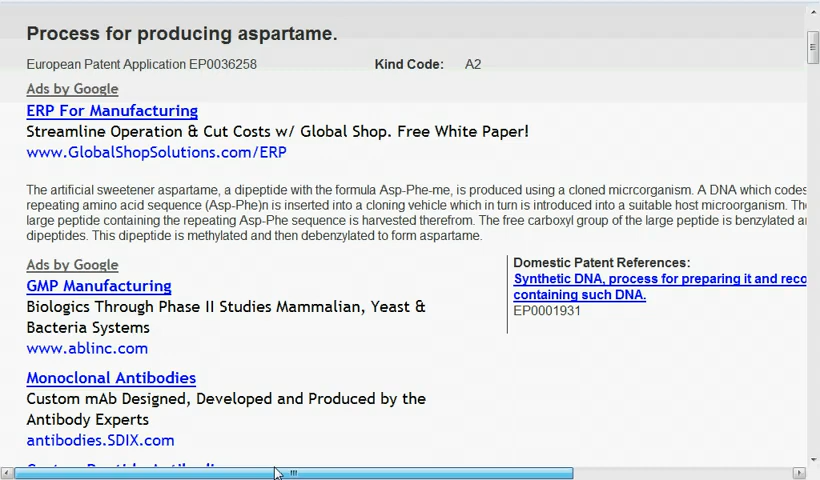 Process for producing aspartame.
European Patent Application EP0036258 Kind Code: A2
Ads by Google
ERP For Manufacturing
Streamline Operation & Cut Costs w/ Global Shop. Free White Paper!
www.GlobalShopSolutions.com/ERP
The artificial sweetener aspartame, a dipeptide with the formula Asp-Phe-me, is produced using a cloned micrcorganism. A DNA which codes
repeating amino acid sequence (Asp-Phe)n is inserted into a cloning vehicle which in turn is introduced into a suitable host microorganism. The
large peptide containing the repeating Asp-Phe sequence is harvested therefrom. The free carboxyl group of the large peptide is benzylated
dipeptides. This dipeptide is methylated and then debenzylated to form aspartame.
Ads by Google
GMP Manufacturing
Biologics Through Phase II Studies Mammalian, Yeast &
Bacteria Systems
www.ablinc.com
Monoclonal Antibodies
Custom mAb Designed, Developed and Produced by the
Antibody Experts
antibodies.SDIX.com
Domestic Patent References:
Synthetic DNA, process for preparing it and reco
containing such DNA.
EP0001931